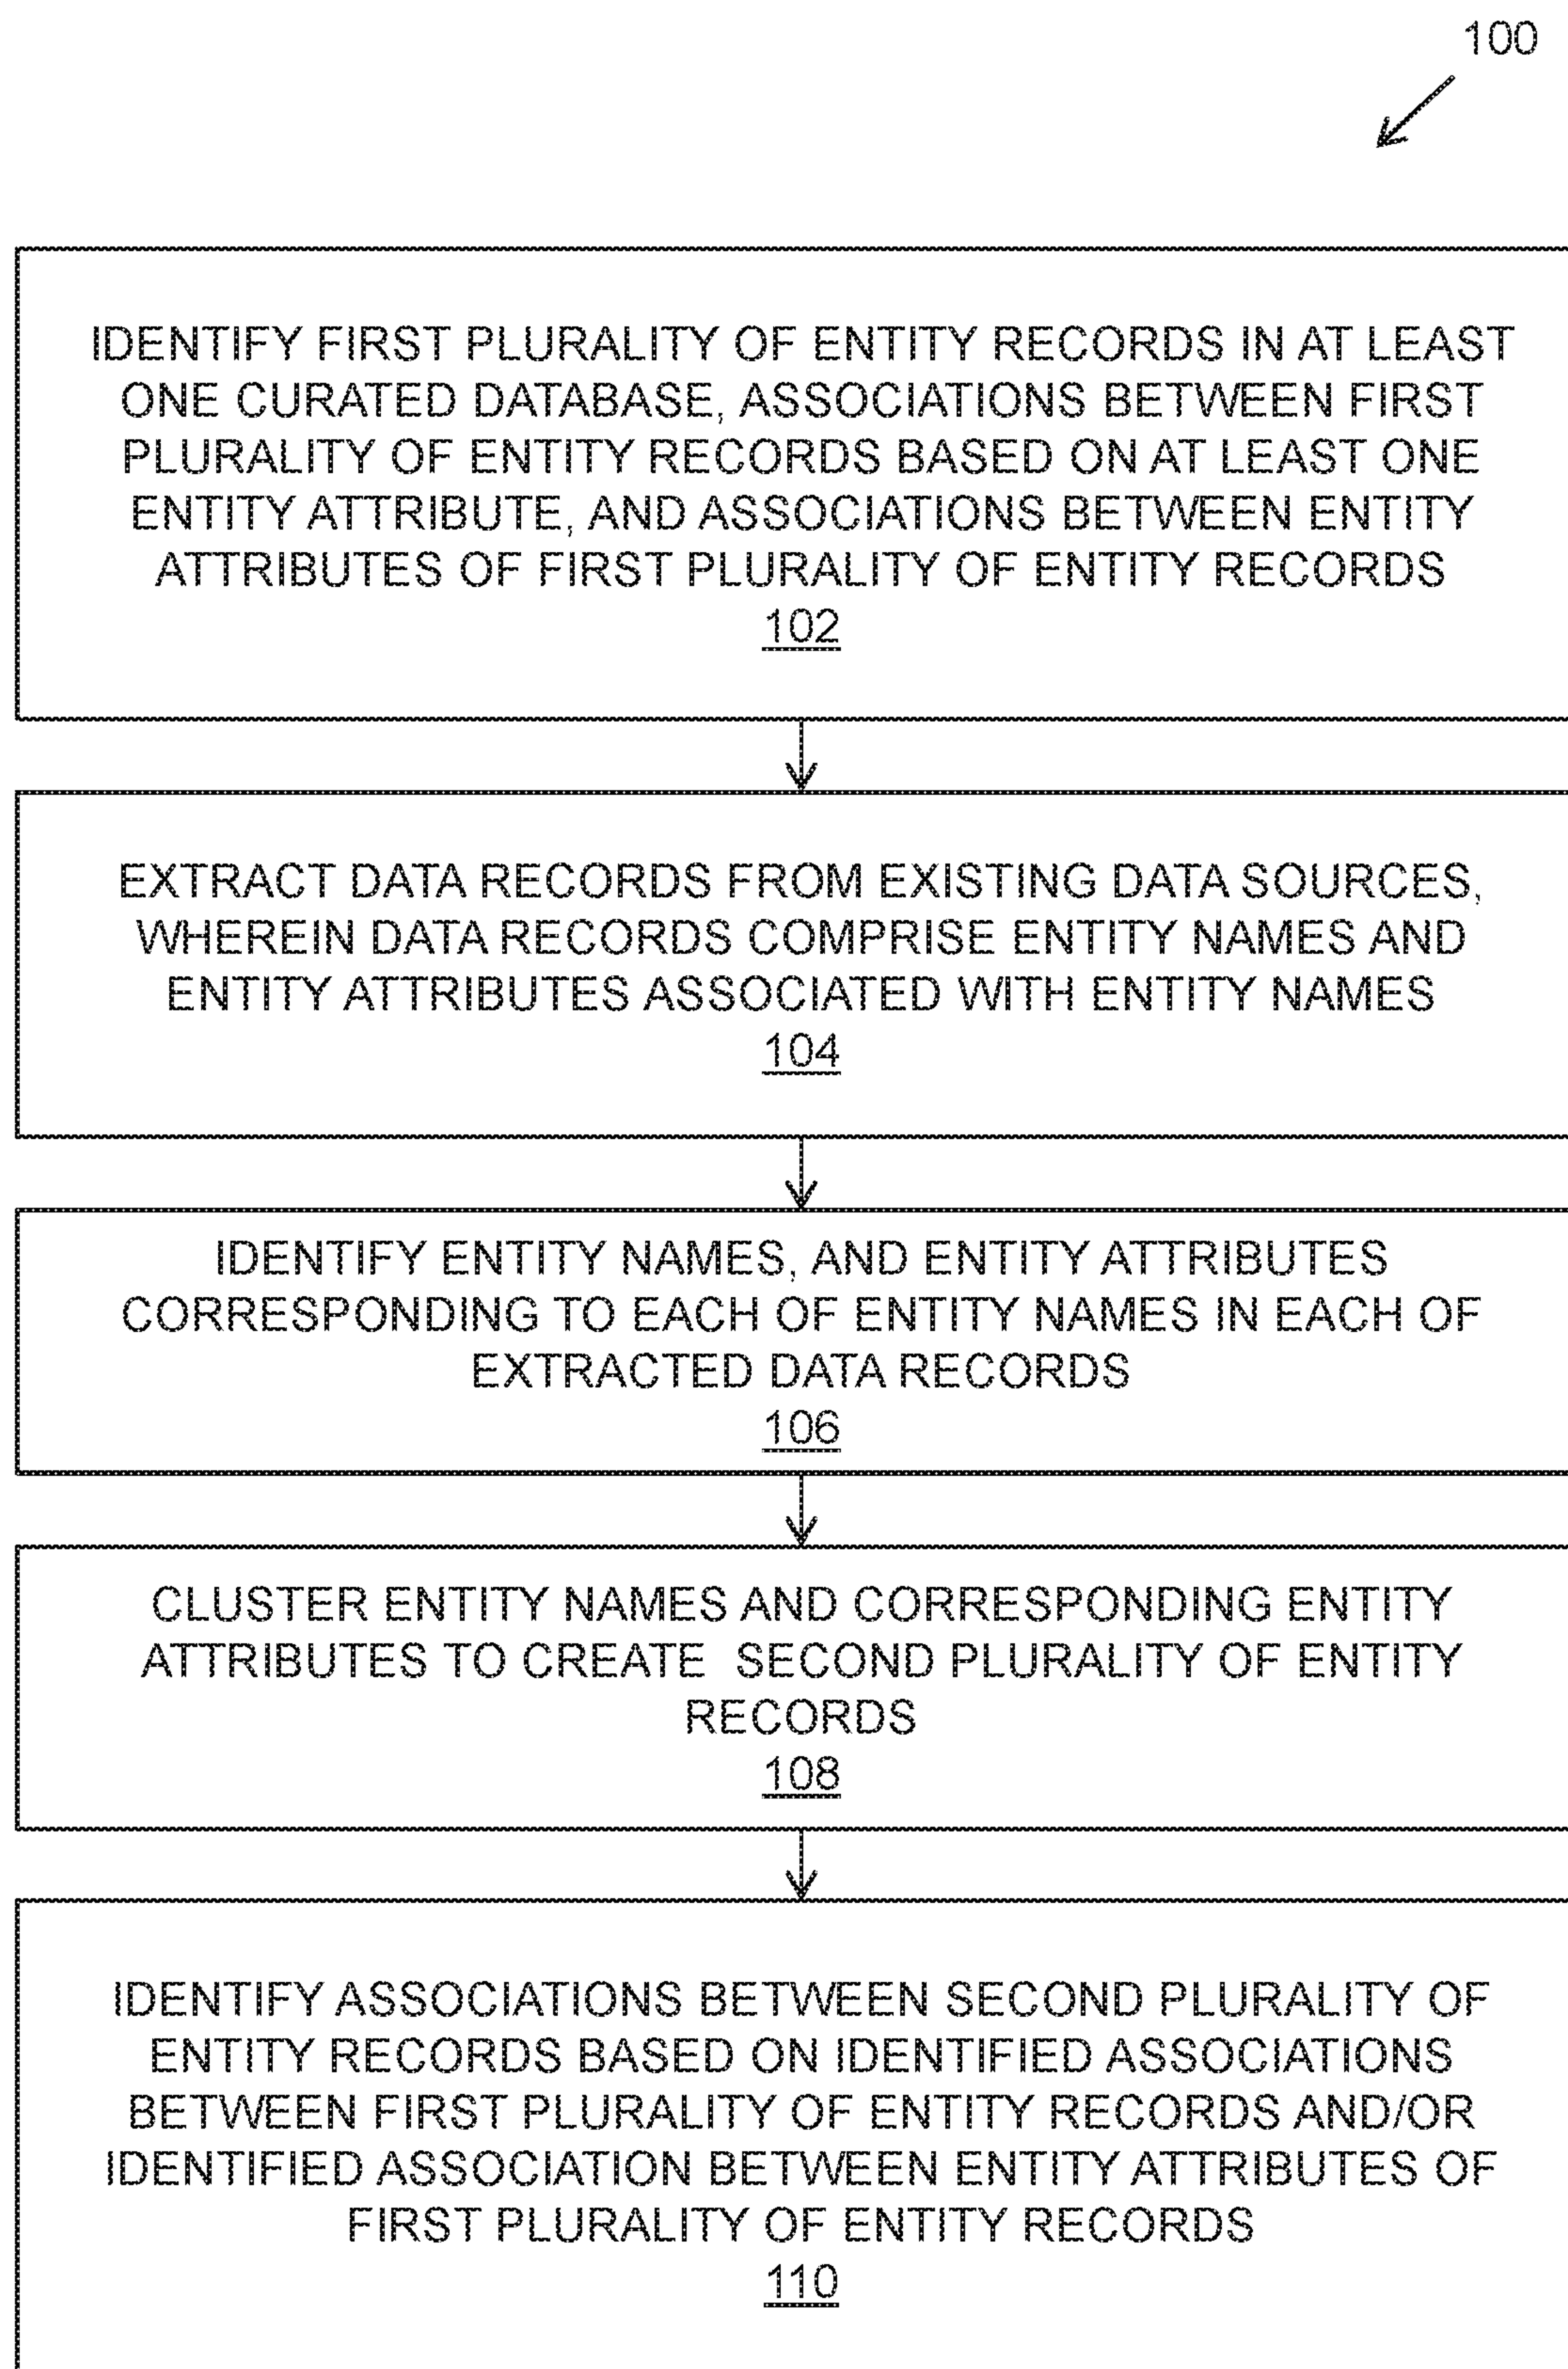 100
IDENTIFY FIRST PLURALITY OF ENTITY RECORDS IN AT LEAST
ONE CURATED DATABASE, ASSOCIATIONS BETWEEN FIRST
PLURALITY OF ENTITY RECORDS BASED ON AT LEAST ONE
ENTITY ATTRIBUTE, AND ASSOCIATIONS BETWEEN ENTITY
ATTRIBUTES OF FIRST PLURALITY OF ENTITY RECORDS
102
EXTRACT DATA RECORDS FROM EXISTING DATA SOURCES,
WHEREIN DATA RECORDS COMPRISE ENTITY NAMES AND
ENTITY ATTRIBUTES ASSOCIATED WITH ENTITY NAMES
104
IDENTIFY ENTITY NAMES, AND ENTITY ATTRIBUTES
CORRESPONDING TO EACH OF ENTITY NAMES IN EACH OF
EXTRACTED DATA RECORDS
106
CLUSTER ENTITY NAMES AND CORRESPONDING ENTITY
ATTRIBUTES TO CREATE SECOND PLURALITY OF ENTITY
RECORDS
108
IDENTIFY ASSOCIATIONS BETWEEN SECOND PLURALITY OF
ENTITY RECORDS BASED ON IDENTIFIED ASSOCIATIONS
BETWEEN FIRST PLURALITY OF ENTITY RECORDS AND/OR
IDENTIFIED ASSOCIATION BETWEEN ENTITY ATTRIBUTES OF
FIRST PLURALITY OF ENTITY RECORDS
110